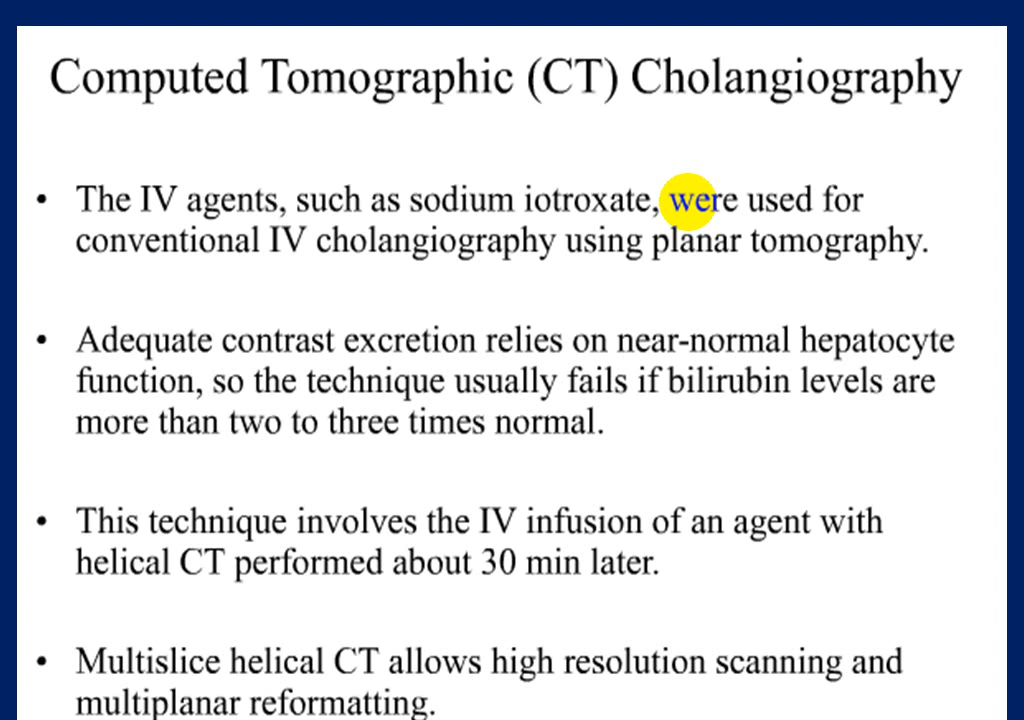 Computed Tomographic (CT) Cholangiography
• The IV agents, such as sodium iotroxate, were used for
conventional IV cholangiography using planar tomography.
• Adequate contrast excretion relies on near-normal hepatocyte
function, so the technique usually fails if bilirubin levels are
more than two to three times normal.
• This technique involves the IV infusion of an agent with
helical CT performed about 30 min later.
• Multislice helical CT allows high resolution scanning and
multiplanar reformatting.